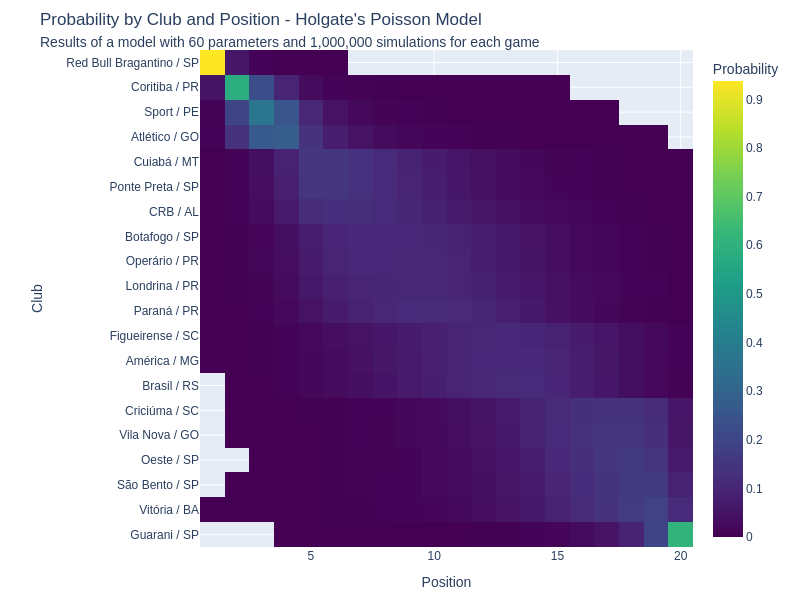 Probability by Club and Position - Holgate's Poisson Model
Results of a model with 60 parameters and 1,000,000 simulations for each game
Probability
Red Bull Bragantino / SP
Coritiba / PR
Sport / PE
Atlético / GO
Cuiabá / MT
Ponte Preta / SP
CRB / AL
Botafogo / SP
Operário / PR
Londrina / PR
Paraná / PR
Figueirense / SC
América / MG
Brasil / RS
Criciúma / SC
Vila Nova / GO
Oeste / SP
São Bento / SP
Vitória / BA
Guarani / SP
Club
5
10
15
20
Position
0.9
0.8
0.7
0.6
0.5
0.4
0.3
0.2
0.1
0